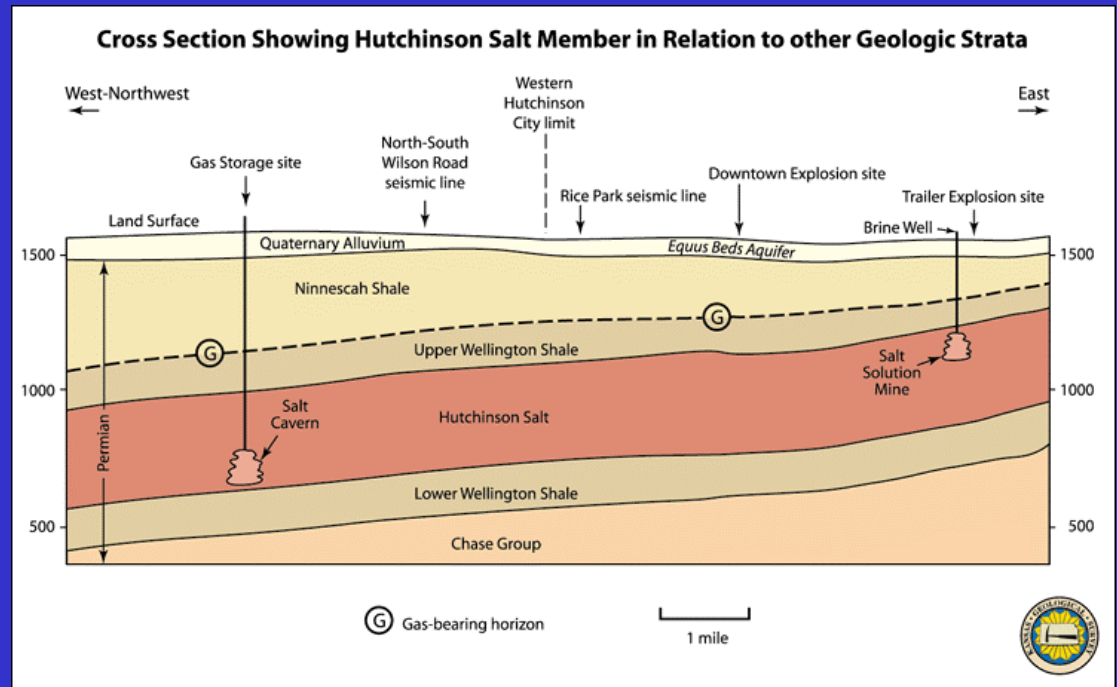 Cross Section Showing Hutchinson Salt Member in Relation to other Geologic Strata
West-Northwest
Western
Hutchinson
City limit
East
North-South
Wilson Road
seismic line
Gas Storage site
Rice Park seismic line
Downtown Explosion site
Trailer Explosion site
Land Surface
Brine Well
Quaternary Alluvium
Equus Beds Aquifer
1500
1500
Ninnescah Shale
G
G
Upper Wellington Shale
Salt
Solution
Mine
1000
1000
Salt
Cavern
Hutchinson Salt
Permian
Lower Wellington Shale
500
500
Chase Group
G
Gas-bearing horizon
1 mile
KANSAS GEOLOGICAL SURVEY